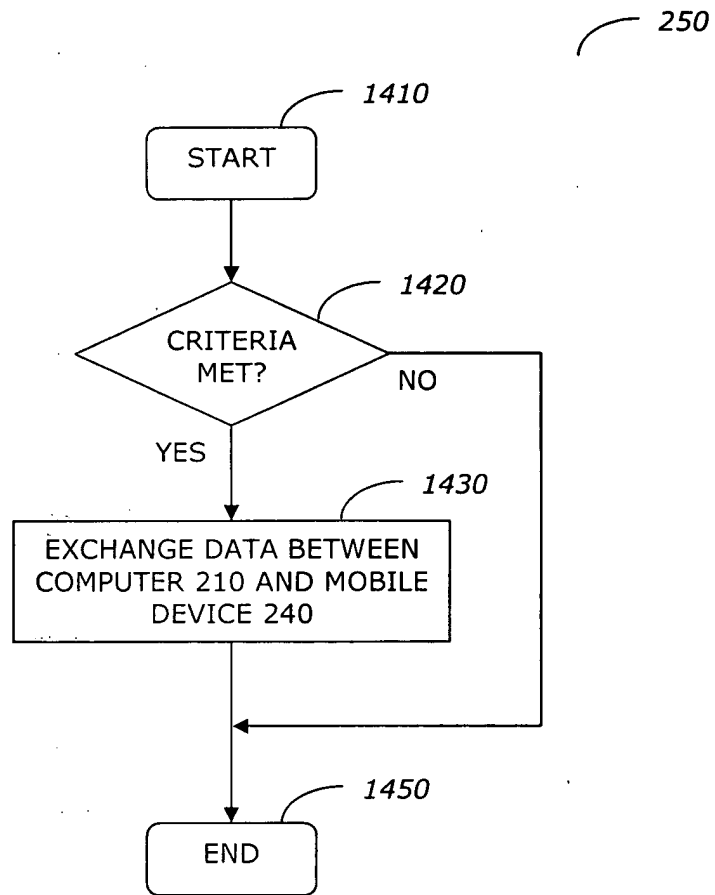 250
1410
START
1420
CRITERIA
MET?
NO
YES
1430
EXCHANGE DATA BETWEEN
COMPUTER 210 AND MOBILE
DEVICE 240
1450
END